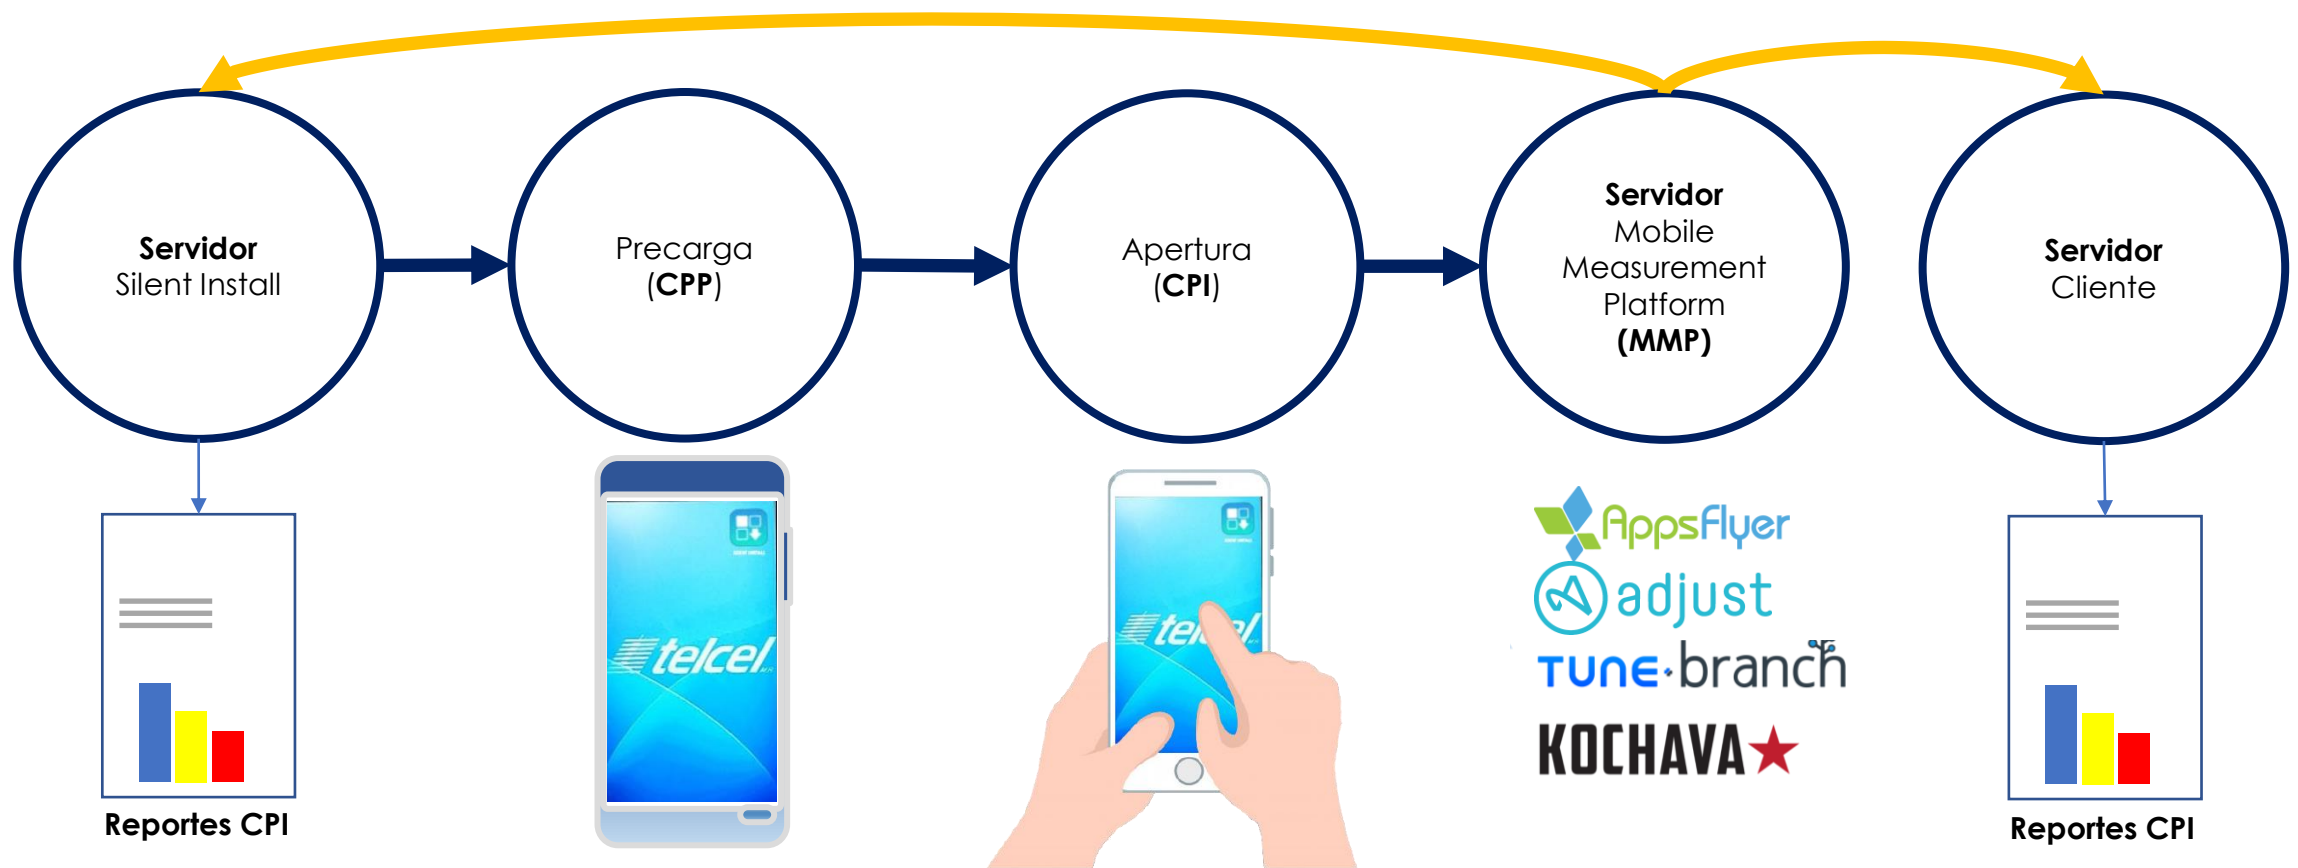 Servidor
Silent Install
Precarga
(CPP)
Apertura
(CPI)
Servidor
Mobile
Measurement
Platform
(MMP)
Servidor
Cliente
Reportes CPI
telcel
telcel
AppsFlyer
adjust
TUNE branch
KOCHAVA
Reportes CPI